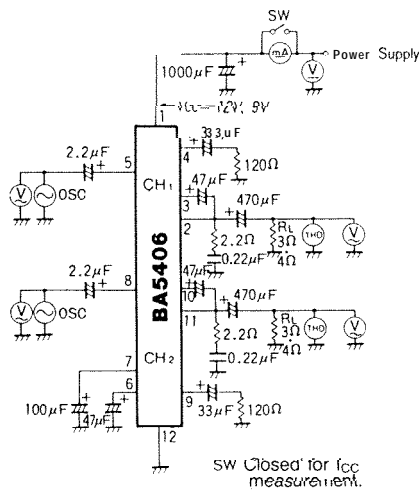 SW
mA
Power Supply
1000μF
+
V
1
Vcc=12V, 9V
2.2μF
+
5
4
+
33μF
120Ω
CH1
47μF
+
3
470μF
+
V
OSC
2
2.2Ω
RL
3Ω
4Ω
THD
V
0.22μF
BA5406
2.2μF
+
8
47μF
+
10
470μF
+
V
OSC
11
2.2Ω
RL
3Ω
4Ω
THD
V
7
CH2
0.22μF
6
100μF
+
47μF
+
9
+
33μF
120Ω
12
SW Closed for ICC
measurement.